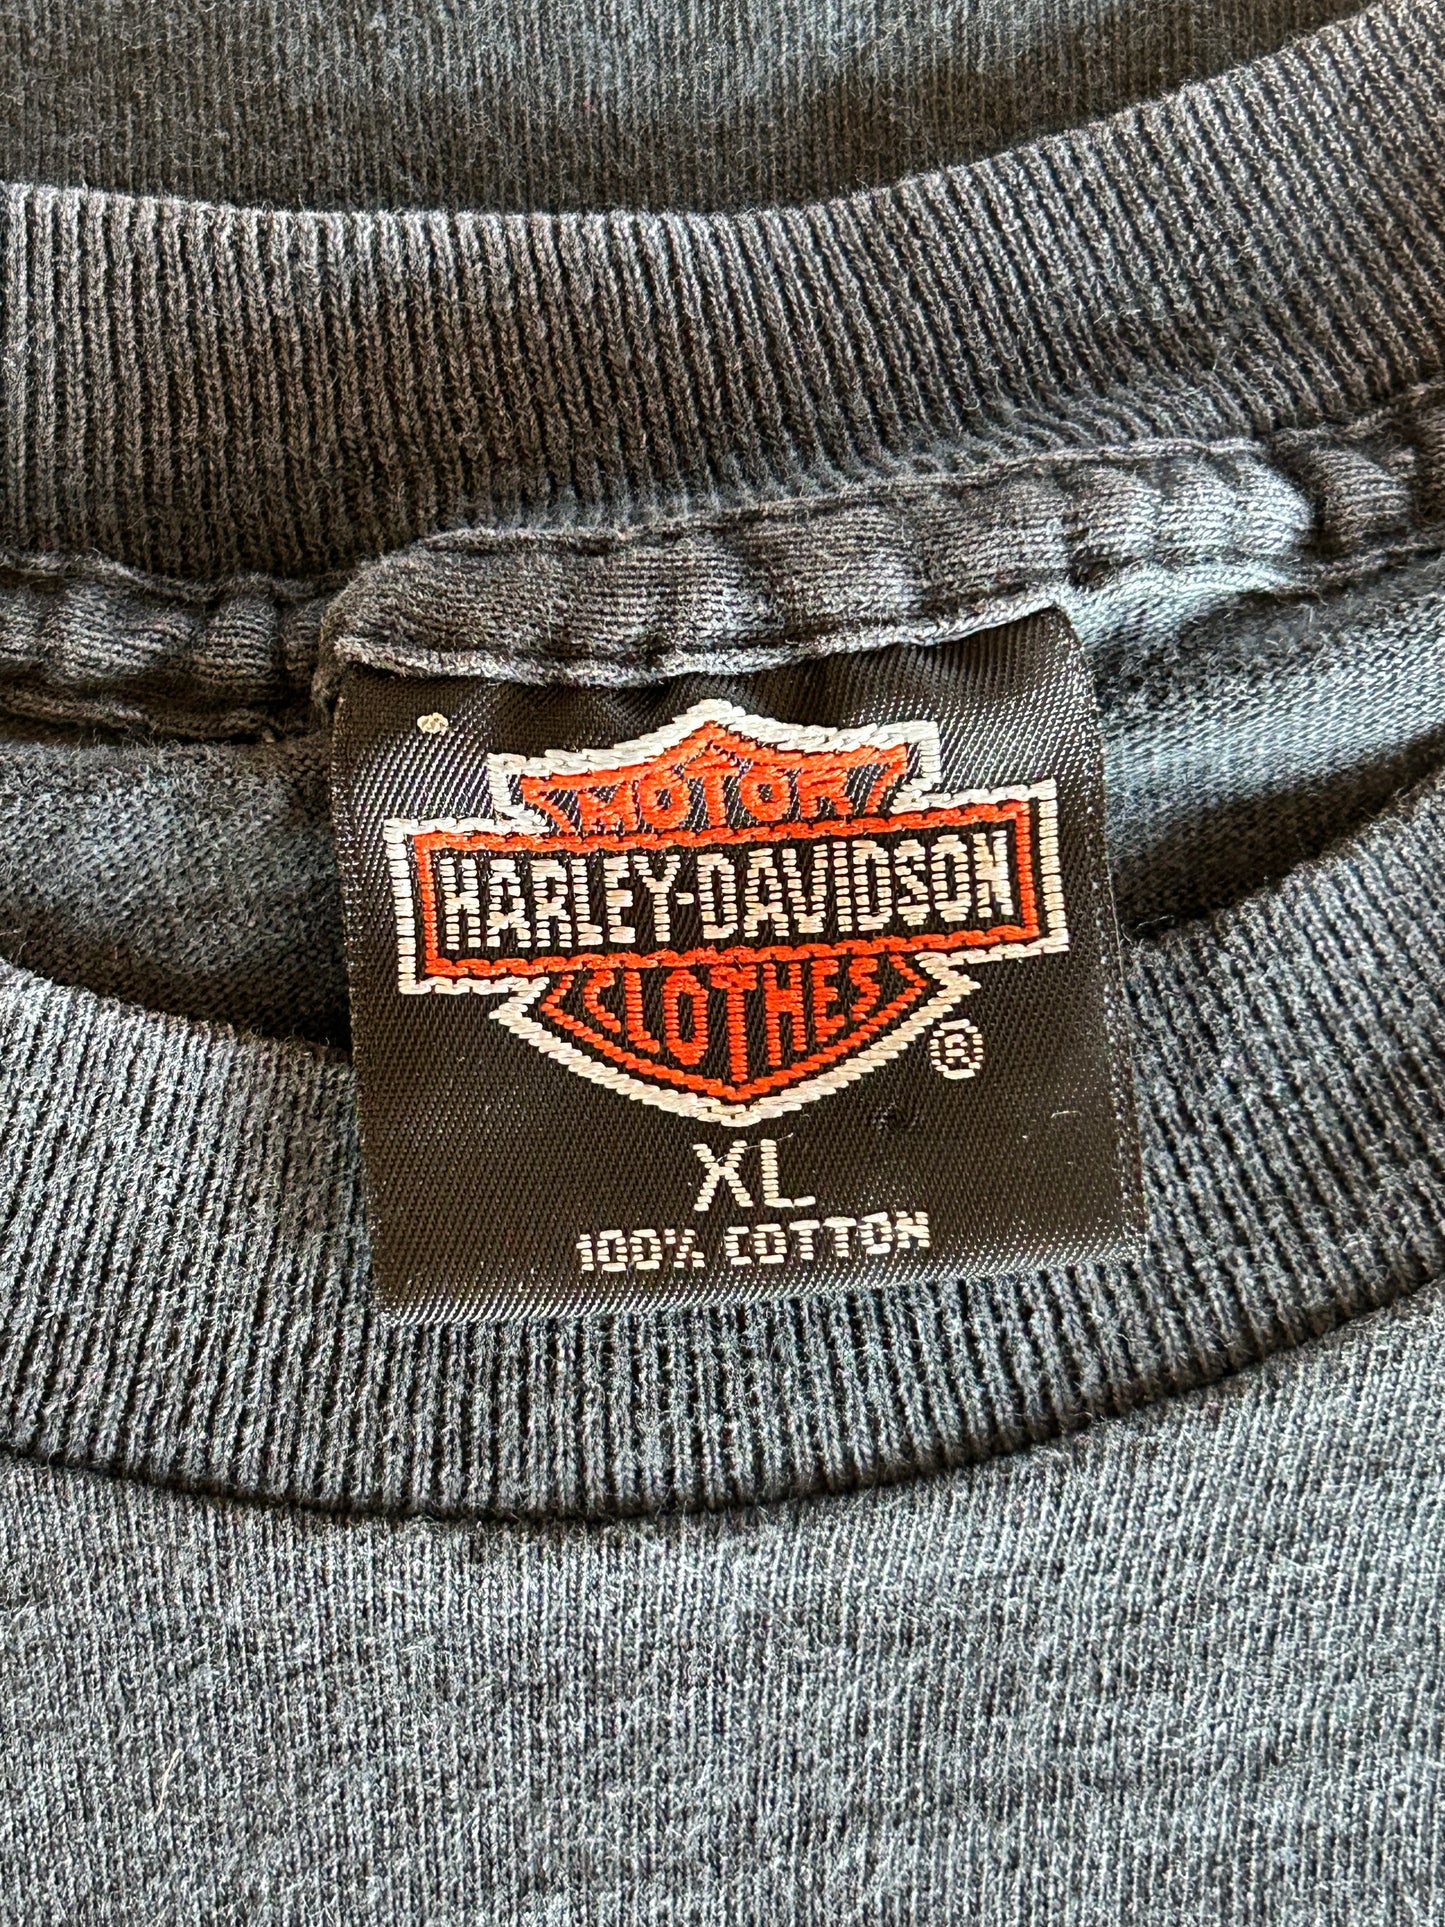 MOTOR
HARLEY-DAVIDSON
CLOTHES
®
XL
100% COTTON